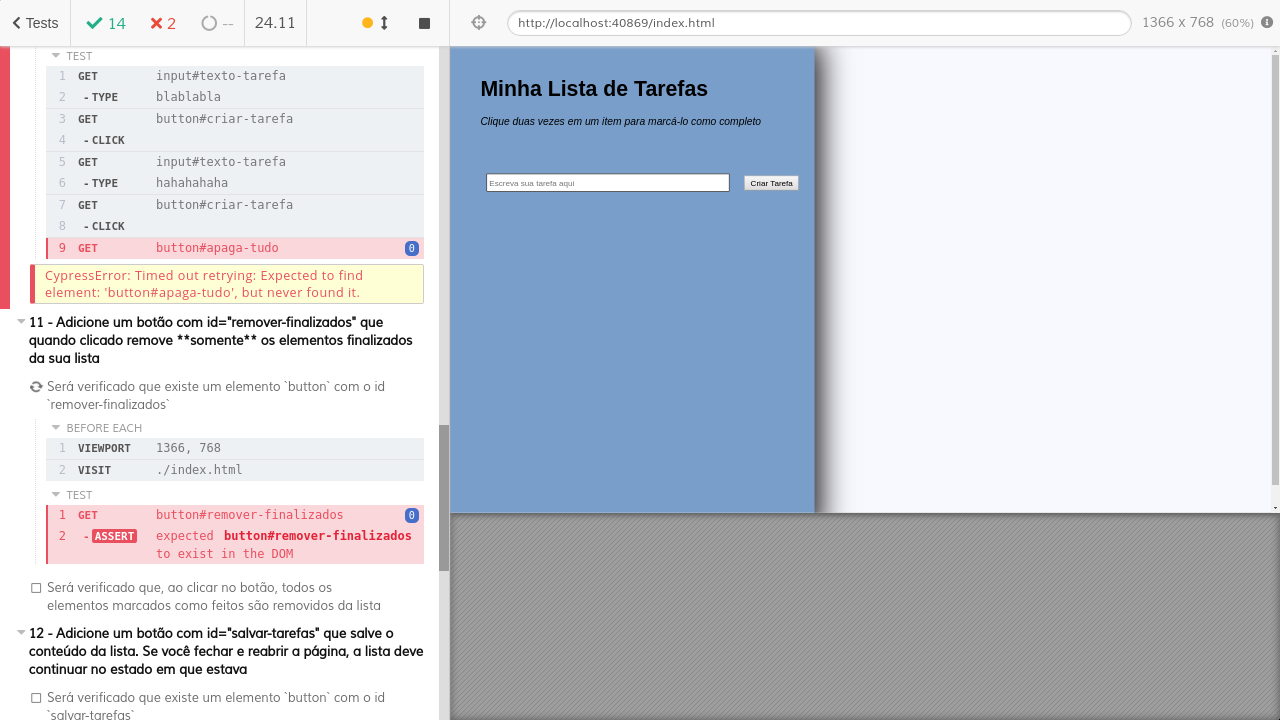 Tests 14 2 -- 24.11 http://localhost:40869/index.html 1366 x 768 (60%)
TEST
1 GET input#texto-tarefa
2 - TYPE blablabla
3 GET button#criar-tarefa
4 - CLICK
5 GET input#texto-tarefa
6 - TYPE hahahahaha
7 GET button#criar-tarefa
8 - CLICK
9 GET button#apaga-tudo 0
CypressError: Timed out retrying: Expected to find
element: 'button#apaga-tudo', but never found it.
11 - Adicione um botão com id="remover-finalizados" que
quando clicado remove **somente** os elementos finalizados
da sua lista
Será verificado que existe um elemento `button` com o id
`remover-finalizados`
BEFORE EACH
1 VIEWPORT 1366, 768
2 VISIT ./index.html
TEST
1 GET button#remover-finalizados 0
2 - ASSERT expected button#remover-finalizados
to exist in the DOM
Será verificado que, ao clicar no botão, todos os
elementos marcados como feitos são removidos da lista
12 - Adicione um botão com id="salvar-tarefas" que salve o
conteúdo da lista. Se você fechar e reabrir a página, a lista deve
continuar no estado em que estava
Será verificado que existe um elemento `button` com o id
`salvar-tarefas`
Minha Lista de Tarefas
Clique duas vezes em um item para marcá-lo como completo
Escreva sua tarefa aqui Criar Tarefa